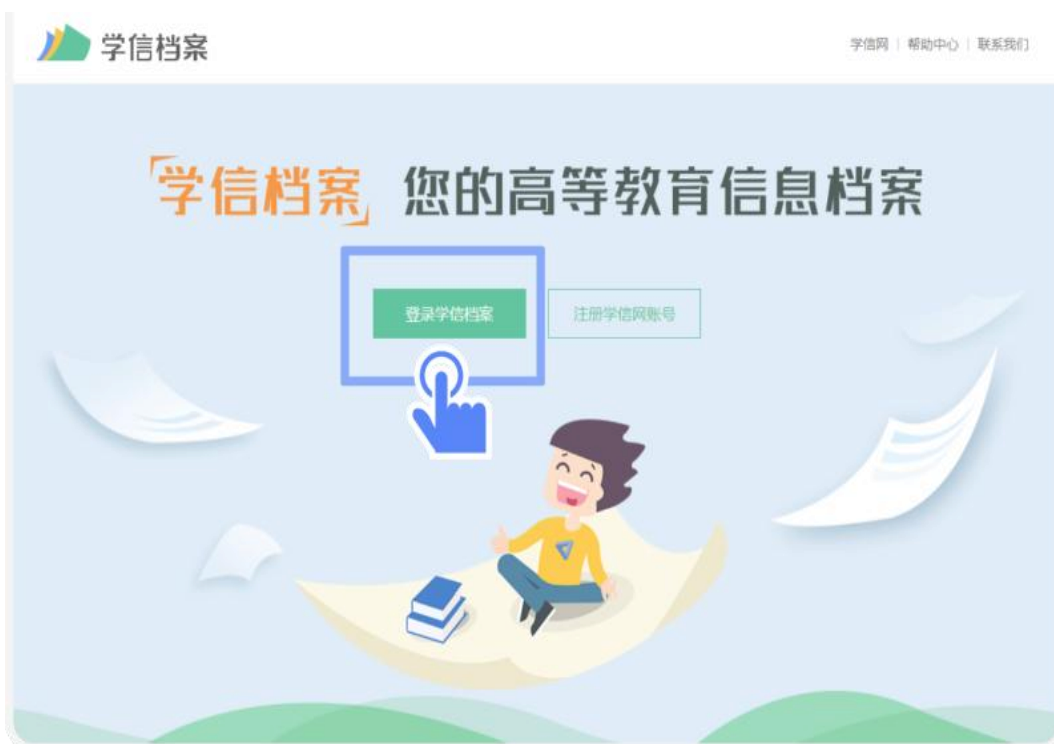 学信档案
学信网 | 帮助中心 | 联系我们
「学信档案」 您的高等教育信息档案
登录学信档案
注册学信网账号